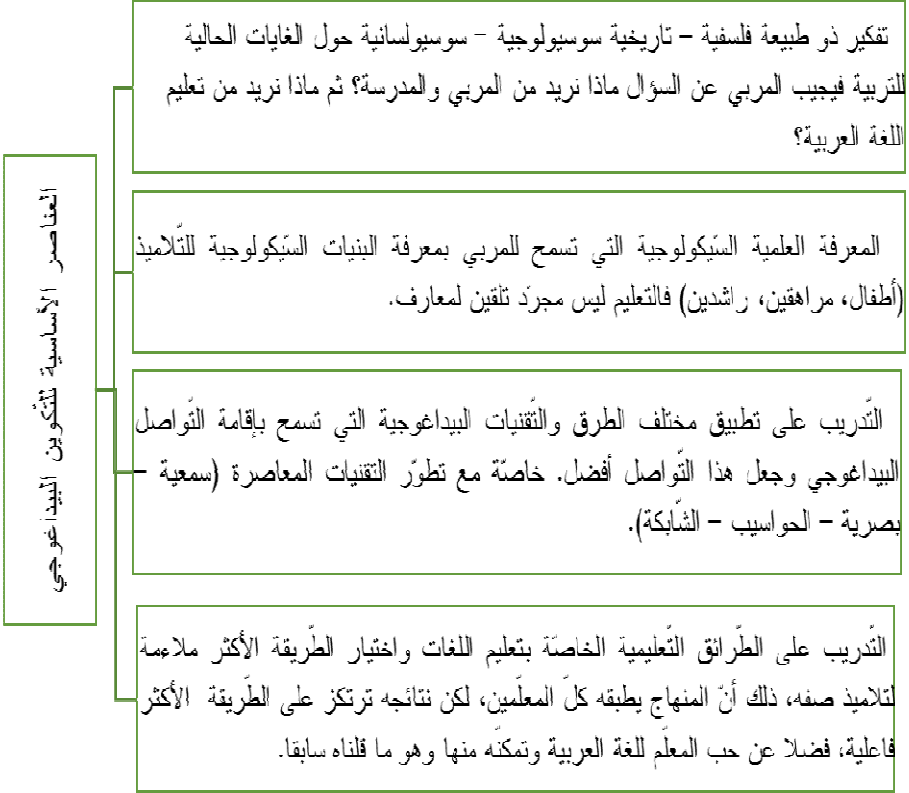 العناصر الأساسية للتّكوين البيداغوجي
تفكير ذو طبيعة فلسفية – تاريخية سوسيولوجية – سوسيولسانية حول الغايات الحالية
للتربية فيجيب المربي عن السؤال ماذا نريد من المربي والمدرسة؟ ثم ماذا نريد من تعليم
اللغة العربية؟
المعرفة العلمية السّيكولوجية التي تسمح للمربي بمعرفة البنيات السّيكولوجية للتّلاميذ
(أطفال، مراهقين، راشدين) فالتعليم ليس مجرّد تلقين لمعارف.
التّدريب على تطبيق مختلف الطرق والتّقنيات البيداغوجية التي تسمح بإقامة التّواصل
البيداغوجي وجعل هذا التّواصل أفضل. خاصّة مع تطوّر التقنيات المعاصرة (سمعية –
بصرية – الحواسيب – الشّابكة).
التّدريب على الطّرائق التّعليمية الخاصّة بتعليم اللغات واختيار الطّريقة الأكثر ملاءمة
لتلاميذ صفه، ذلك أنّ المنهاج يطبقه كلّ المعلّمين، لكن نتائجه ترتكز على الطّريقة الأكثر
فاعلية، فضلا عن حب المعلّم للغة العربية وتمكنّه منها وهو ما قلناه سابقا.